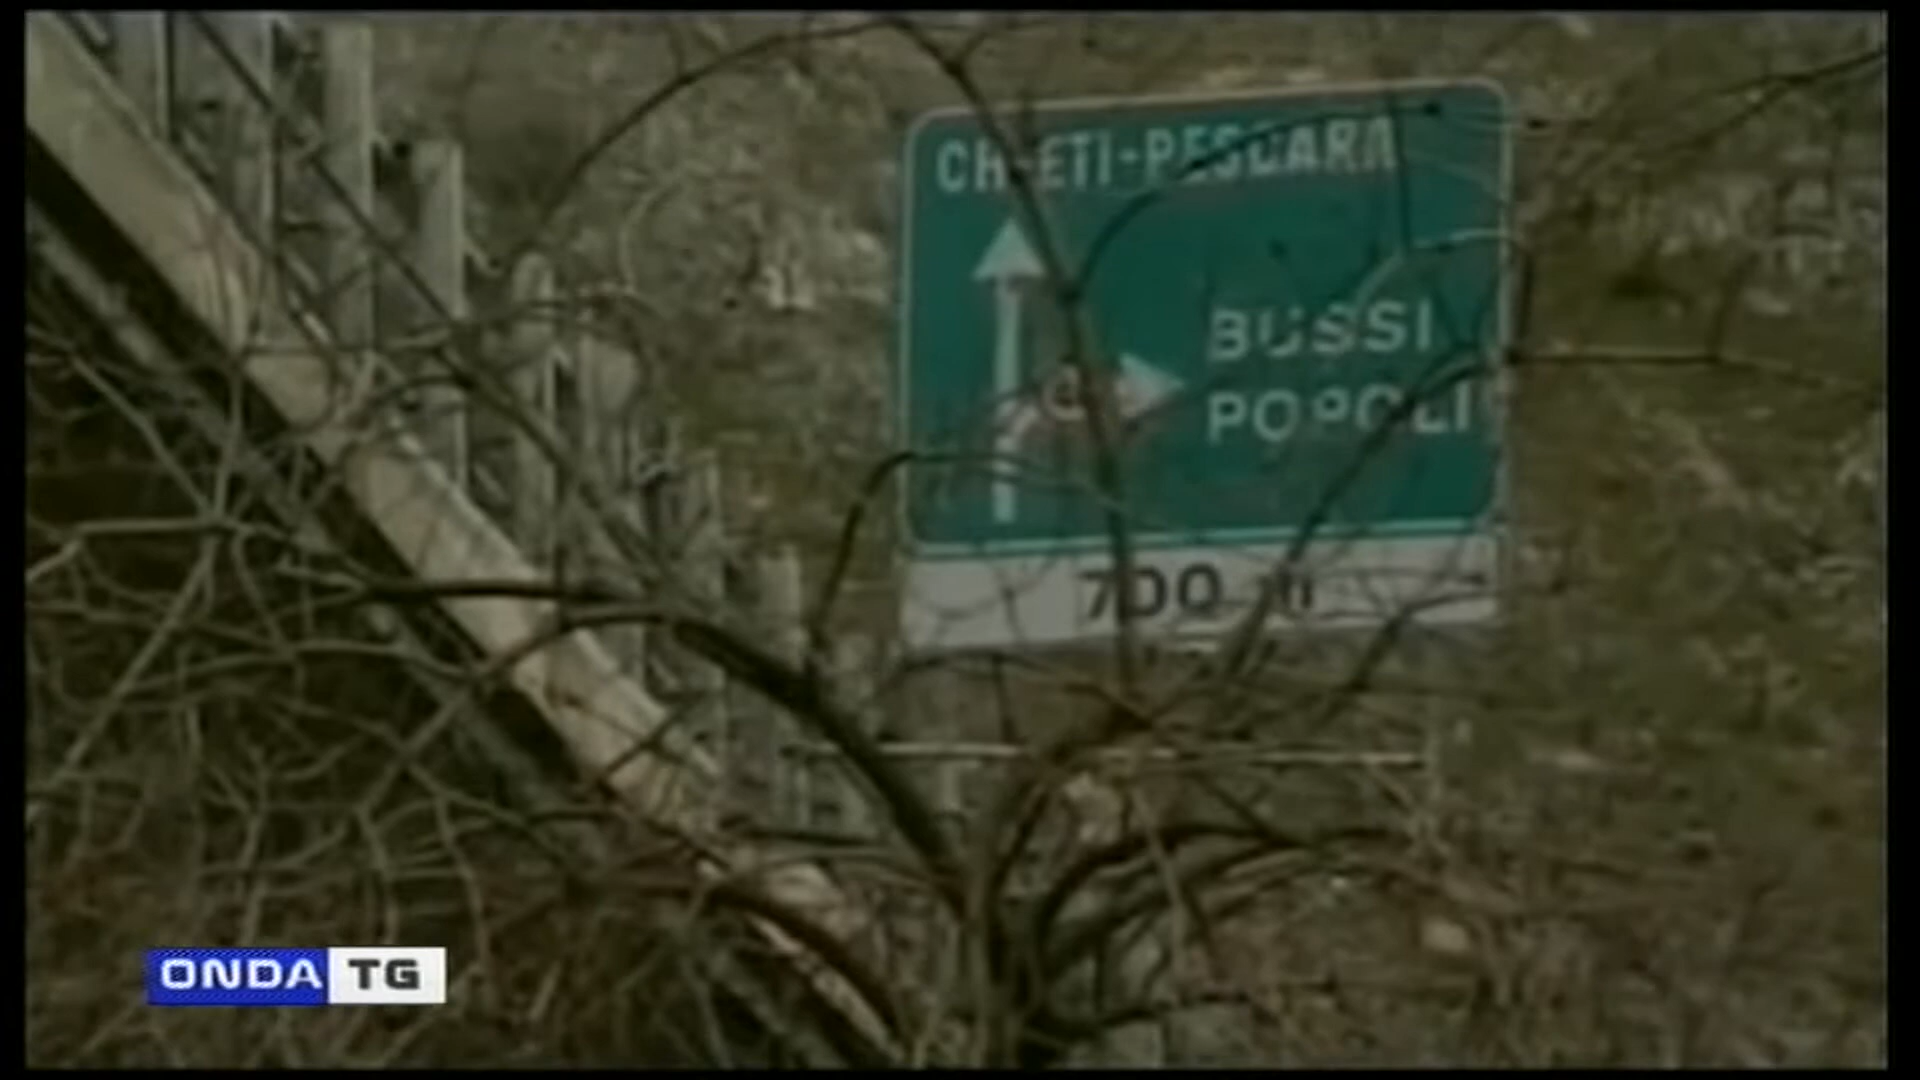 CHIETI-PESCARA
BUSSI
POPOLI
700 m
ONDA TG